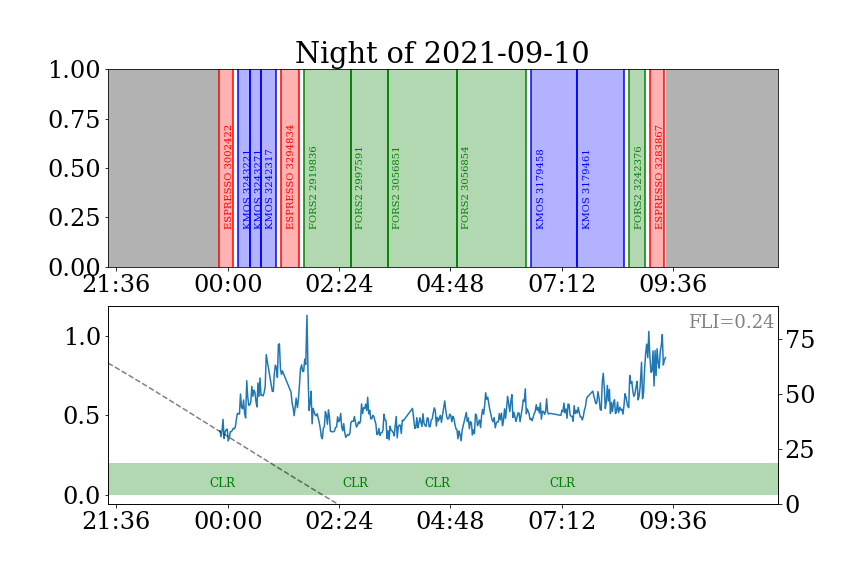 Night of 2021-09-10
1.00
0.75
0.50
0.25
0.00
ESPRESSO 3002422
KMOS 3243221
KMOS 3243271
KMOS 3242317
ESPRESSO 3294834
FORS2 2919836
FORS2 2997591
FORS2 3056851
FORS2 3056854
KMOS 3179458
KMOS 3179461
FORS2 3242376
ESPRESSO 3283867
21:36 00:00 02:24 04:48 07:12 09:36
FLI=0.24
1.0
0.5
0.0
75
50
25
0
CLR CLR CLR CLR
21:36 00:00 02:24 04:48 07:12 09:36